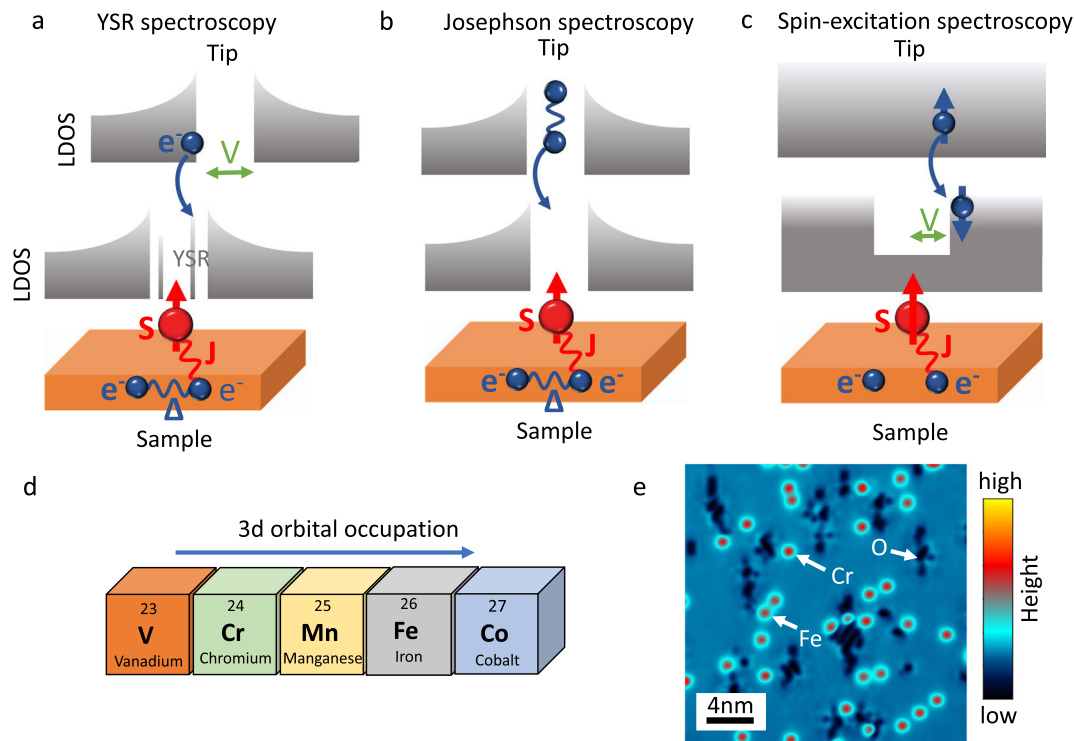 a YSR spectroscopy
Tip
LDOS
e⁻
V
LDOS
YSR
S
J
e⁻ e⁻
Δ
Sample
b Josephson spectroscopy
Tip
S
J
e⁻ e⁻
Δ
Sample
c Spin-excitation spectroscopy
Tip
V
S
J
e⁻ e⁻
Sample
d
3d orbital occupation
23
V
Vanadium
24
Cr
Chromium
25
Mn
Manganese
26
Fe
Iron
27
Co
Cobalt
e
O
Cr
Fe
4nm
high
Height
low